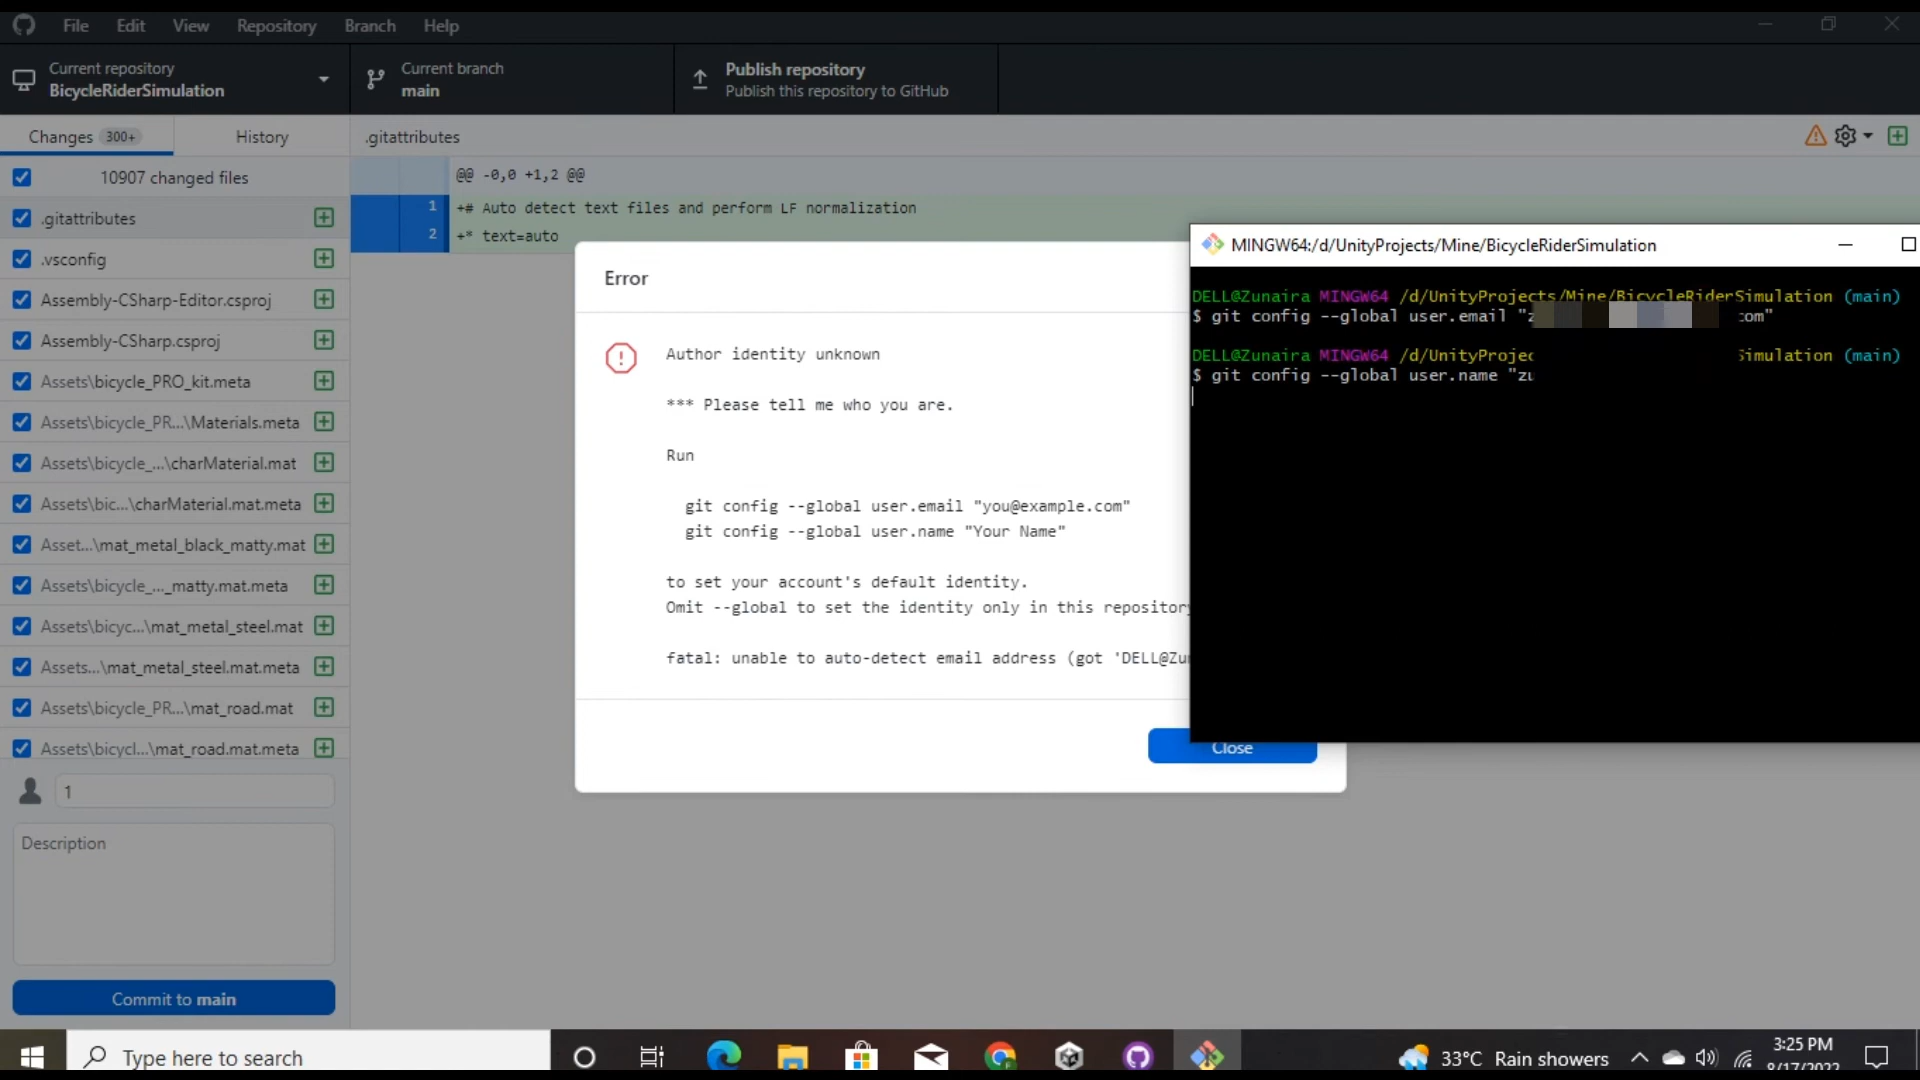 File Edit View Repository Branch Help
Current repository
BicycleRiderSimulation
Current branch
main
Publish repository
Publish this repository to GitHub
Changes 300+
History
.gitattributes
10907 changed files
.gitattributes
.vsconfig
Assembly-CSharp-Editor.csproj
Assembly-CSharp.csproj
Assets\bicycle_PRO_kit.meta
Assets\bicycle_PR...\Materials.meta
Assets\bicycle_...\charMaterial.mat
Assets\bic...\charMaterial.mat.meta
Asset...\mat_metal_black_matty.mat
Assets\bicycle_..._matty.mat.meta
Assets\bicyc...\mat_metal_steel.mat
Assets...\mat_metal_steel.mat.meta
Assets\bicycle_PR...\mat_road.mat
Assets\bicycl...\mat_road.mat.meta
1
Description
Commit to main
@@ -0,0 +1,2 @@
1 +# Auto detect text files and perform LF normalization
2 +* text=auto
Error
Author identity unknown
*** Please tell me who you are.
Run
git config --global user.email "you@example.com"
git config --global user.name "Your Name"
to set your account's default identity.
Omit --global to set the identity only in this repository
fatal: unable to auto-detect email address (got 'DELL@Zu
Close
MINGW64:/d/UnityProjects/Mine/BicycleRiderSimulation
DELL@Zunaira MINGW64 /d/UnityProjects/Mine/BicycleRiderSimulation (main)
$ git config --global user.email "z com"
DELL@Zunaira MINGW64 /d/UnityProjec Simulation (main)
$ git config --global user.name "zu
Type here to search
33°C Rain showers
3:25 PM
8/17/2022